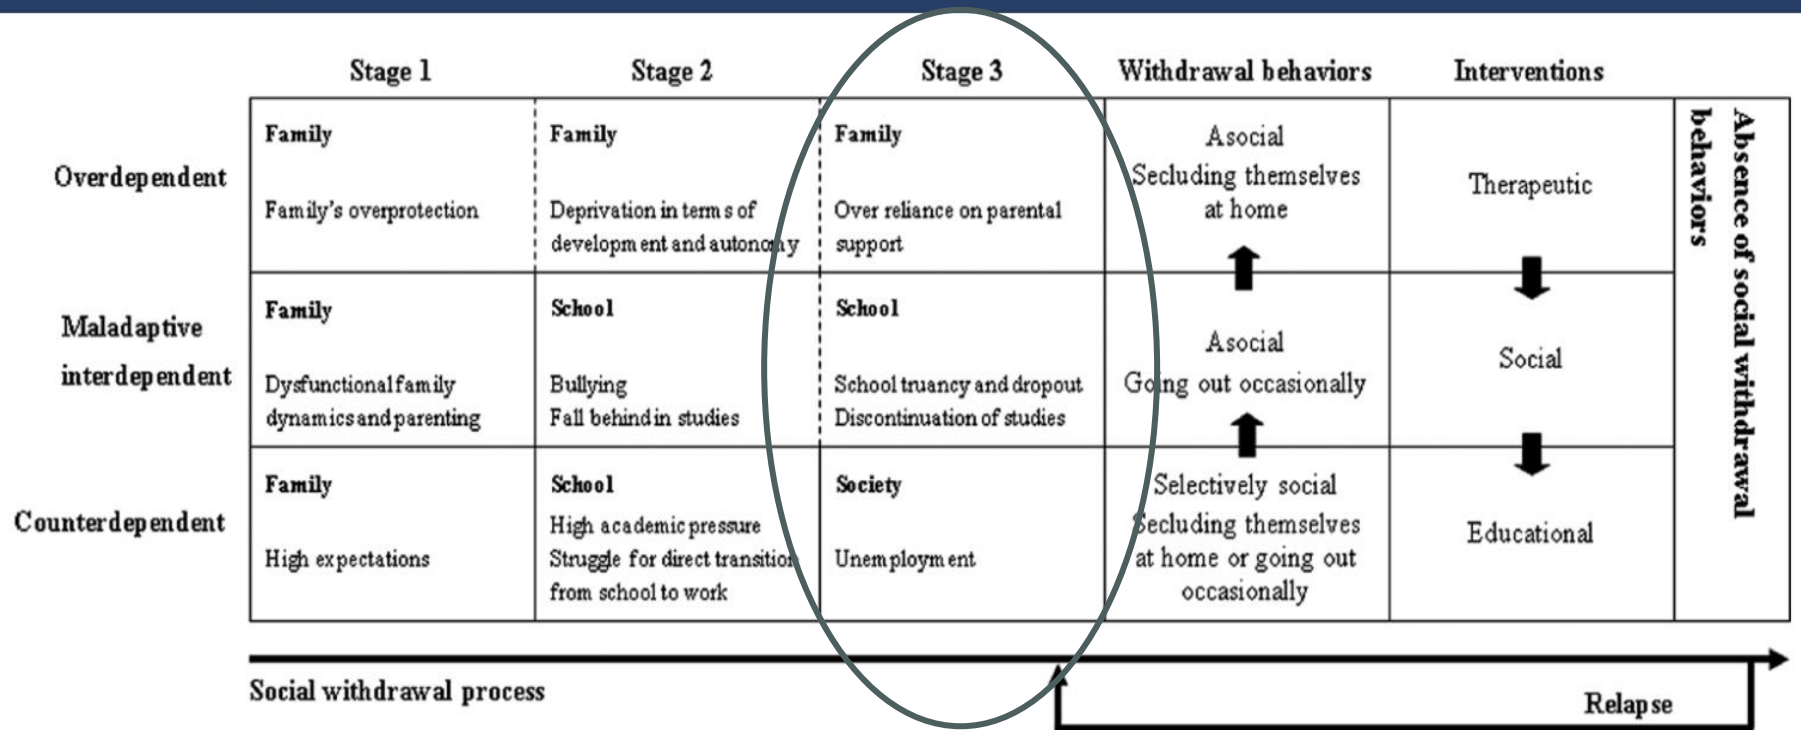 Stage 1
Stage 2
Stage 3
Withdrawal behaviors
Interventions
Overdependent
Family
Family's overprotection
Family
Deprivation in terms of
development and autonomy
Family
Over reliance on parental
support
Asocial
Secluding themselves
at home
Therapeutic
Maladaptive
interdependent
Family
Dysfunctional family
dynamics and parenting
School
Bullying
Fall behind in studies
School
School truancy and dropout
Discontinuation of studies
Asocial
Going out occasionally
Social
Counterdependent
Family
High expectations
School
High academic pressure
Struggle for direct transition
from school to work
Society
Unemployment
Selectively social
Secluding themselves
at home or going out
occasionally
Educational
Absence of social withdrawal
behaviors
Social withdrawal process
Relapse